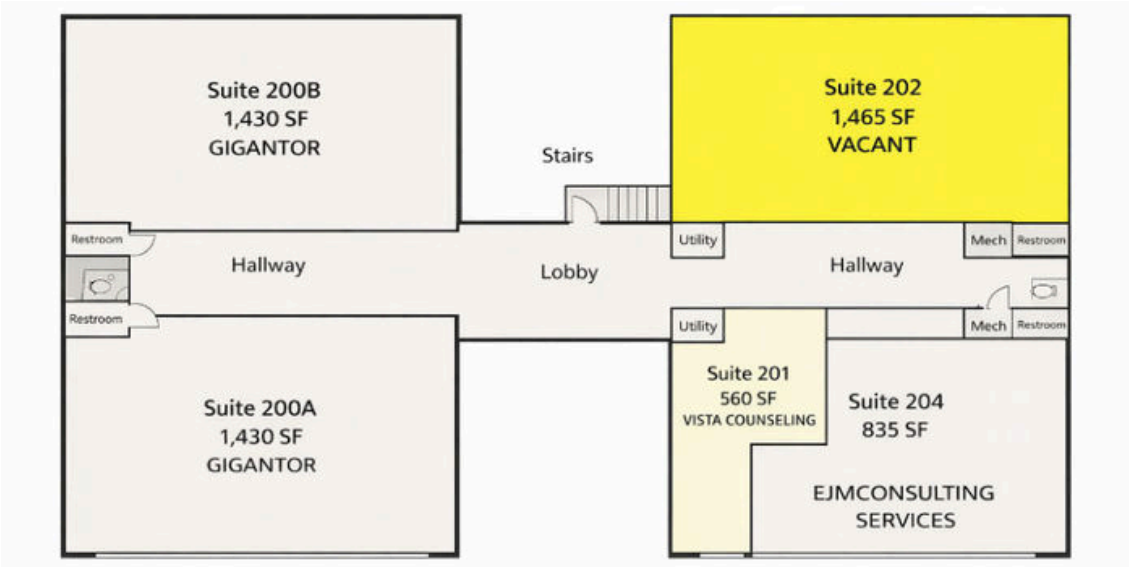 Suite 200B
1,430 SF
GIGANTOR
Suite 202
1,465 SF
VACANT
Stairs
Restroom
Hallway
Lobby
Utility
Hallway
Mech
Restroom
Restroom
Utility
Mech
Restroom
Suite 200A
1,430 SF
GIGANTOR
Suite 201
560 SF
VISTA COUNSELING
Suite 204
835 SF
EJMCONSULTING
SERVICES